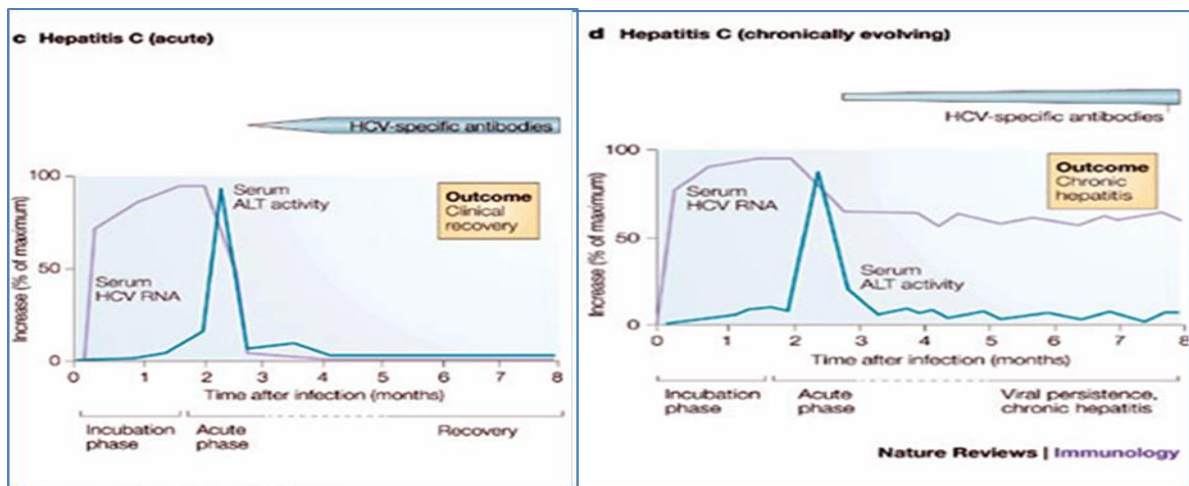 c Hepatitis C (acute)
HCV-specific antibodies
100
50
0
Increase (% of maximum)
Serum
HCV RNA
Serum
ALT activity
Outcome
Clinical
recovery
0 1 2 3 4 5 6 7 8
Time after infection (months)
Incubation
phase
Acute
phase
Recovery
d Hepatitis C (chronically evolving)
HCV-specific antibodies
100
50
0
Increase (% of maximum)
Serum
HCV RNA
Serum
ALT activity
Outcome
Chronic
hepatitis
0 1 2 3 4 5 6 7 8
Time after infection (months)
Incubation
phase
Acute
phase
Viral persistence,
chronic hepatitis
Nature Reviews | Immunology